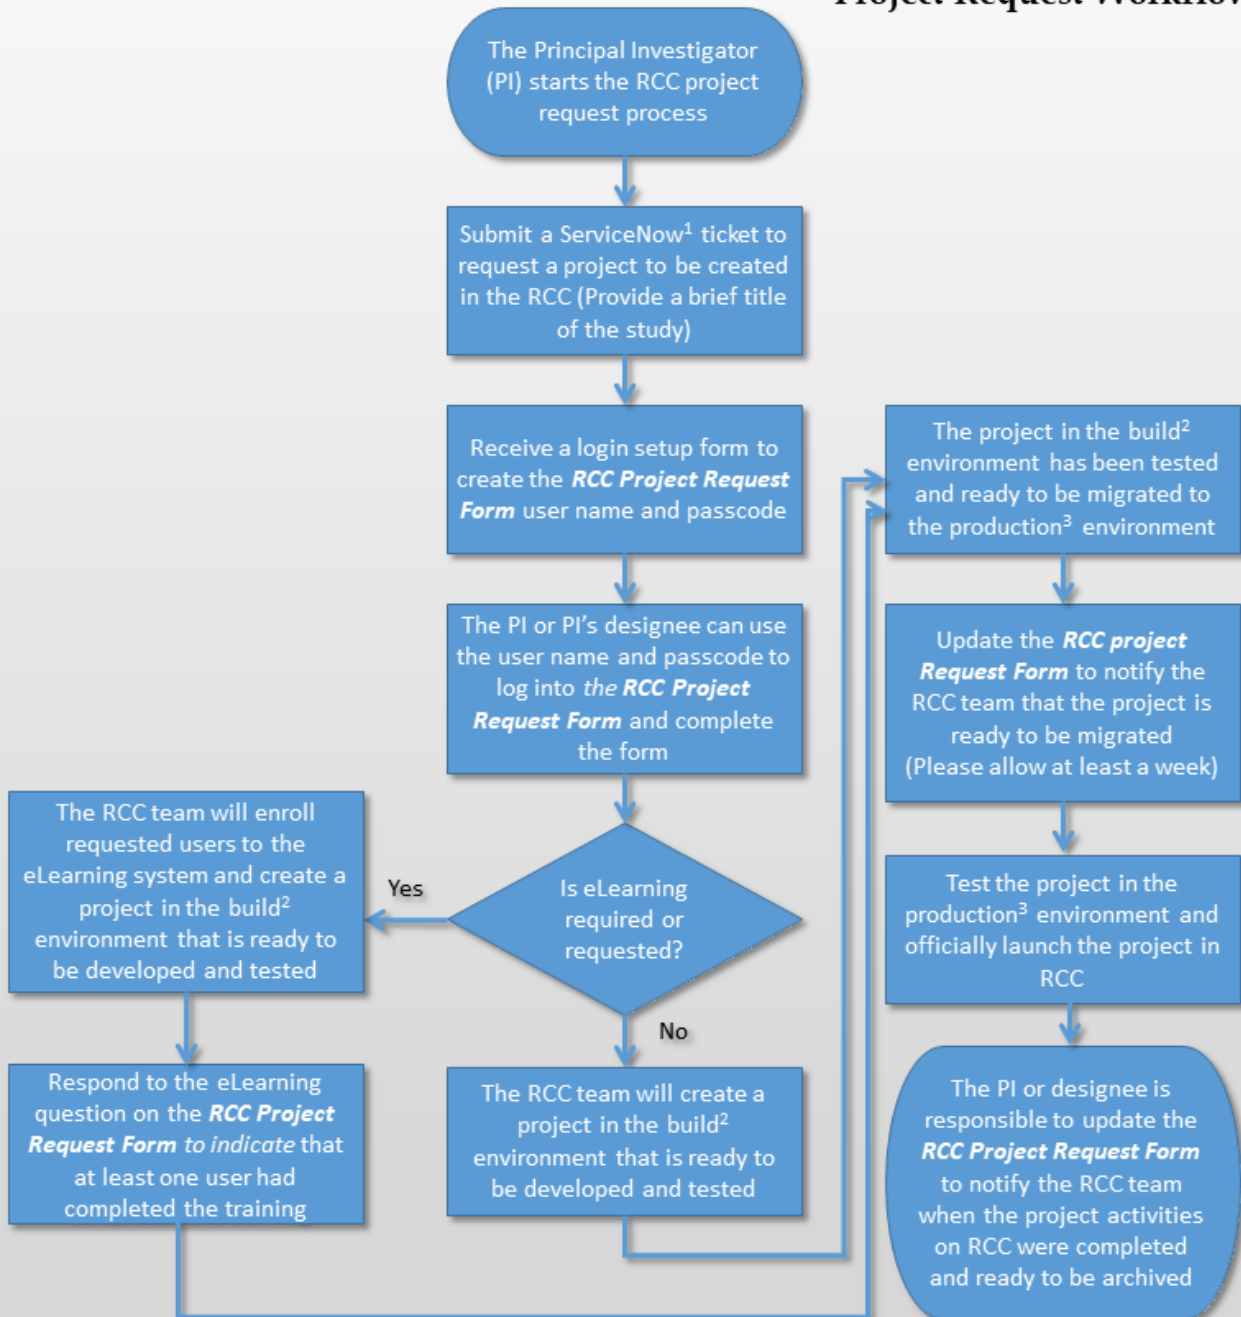 Project Request Workflow
The Principal Investigator
(PI) starts the RCC project
request process
Submit a ServiceNow¹ ticket to
request a project to be created
in the RCC (Provide a brief title
of the study)
Receive a login setup form to
create the RCC Project Request
Form user name and passcode
The PI or PI's designee can use
the user name and passcode to
log into the RCC Project
Request Form and complete
the form
Is eLearning
required or
requested?
Yes
The RCC team will enroll
requested users to the
eLearning system and create a
project in the build²
environment that is ready to
be developed and tested
Respond to the eLearning
question on the RCC Project
Request Form to indicate that
at least one user had
completed the training
No
The RCC team will create a
project in the build²
environment that is ready to
be developed and tested
The project in the build²
environment has been tested
and ready to be migrated to
the production³ environment
Update the RCC project
Request Form to notify the
RCC team that the project is
ready to be migrated
(Please allow at least a week)
Test the project in the
production³ environment and
officially launch the project in
RCC
The PI or designee is
responsible to update the
RCC Project Request Form
to notify the RCC team
when the project activities
on RCC were completed
and ready to be archived